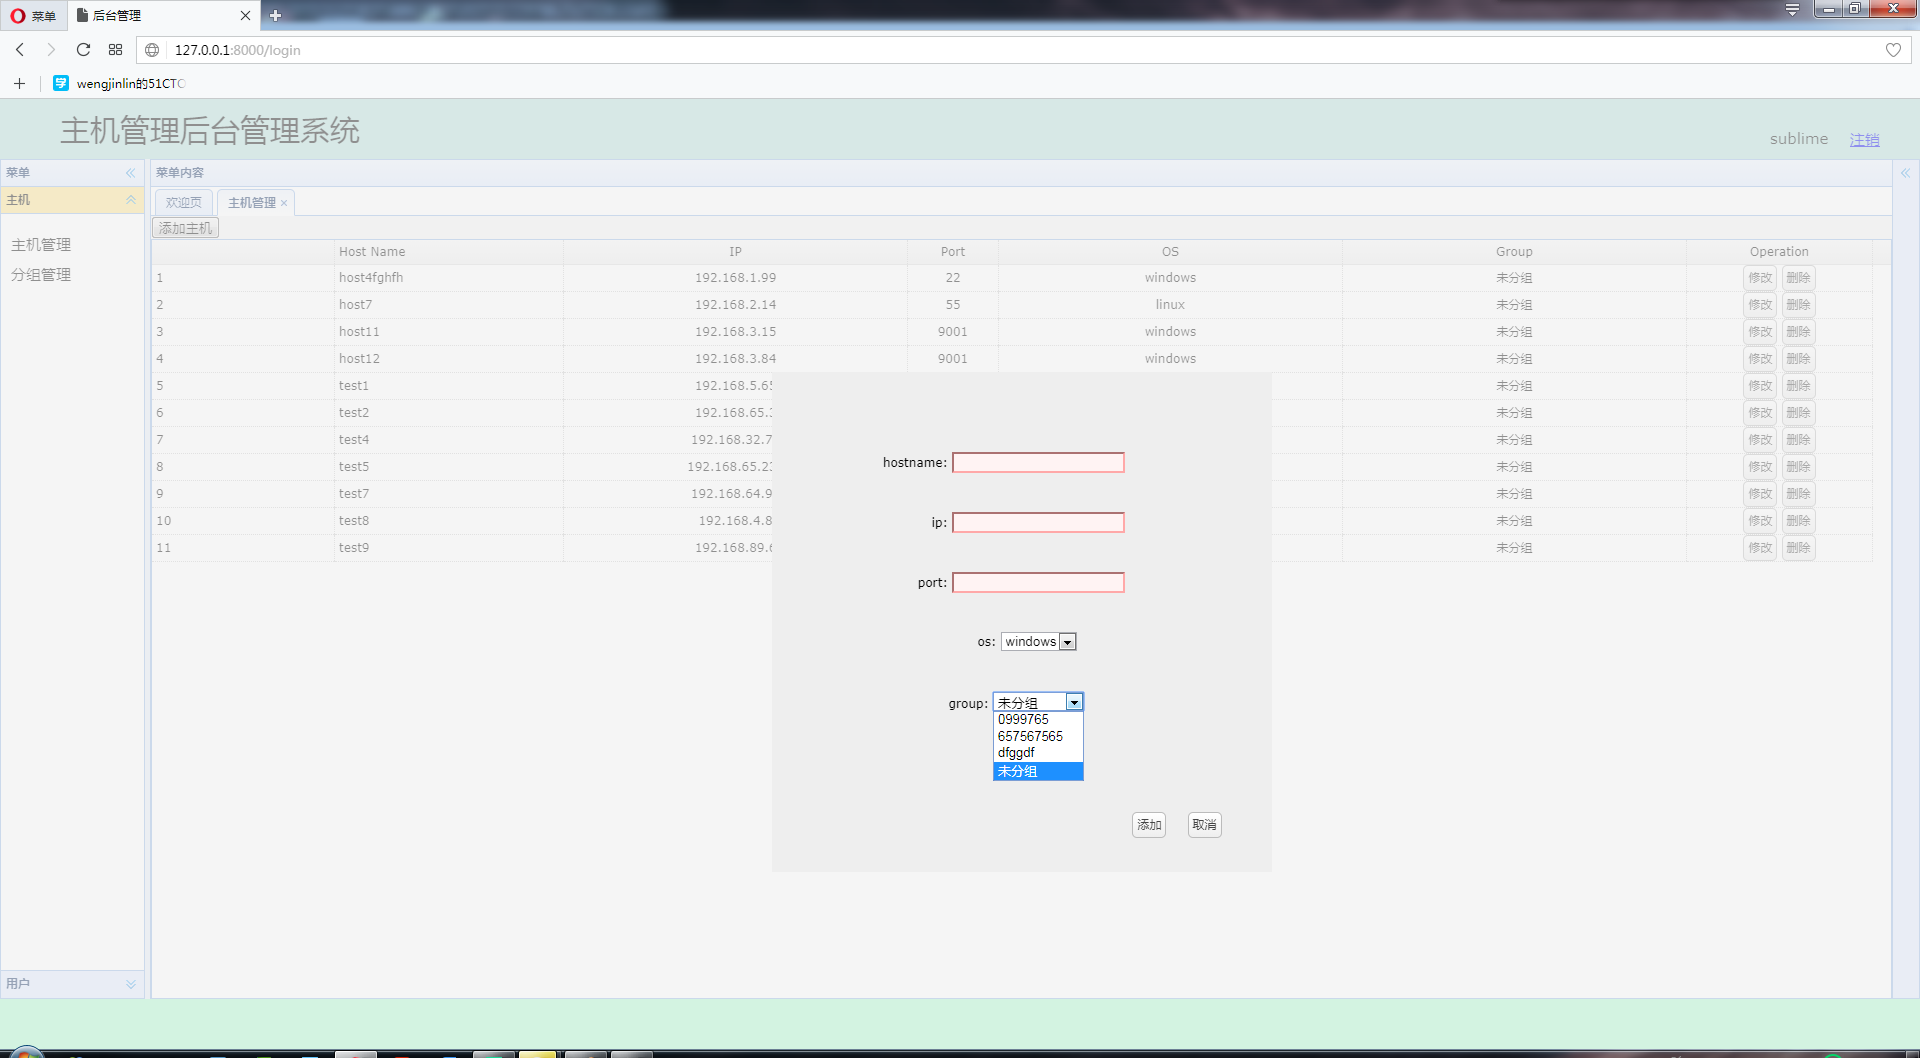 菜单
后台管理
127.0.0.1:8000/login
wengjinlin的51CTO
主机管理后台管理系统
sublime 注销
菜单
菜单内容
主机
欢迎页 主机管理
添加主机
主机管理
分组管理
Host Name IP Port OS Group Operation
1 host4fghfh 192.168.1.99 22 windows 未分组 修改 删除
2 host7 192.168.2.14 55 linux 未分组 修改 删除
3 host11 192.168.3.15 9001 windows 未分组 修改 删除
4 host12 192.168.3.84 9001 windows 未分组 修改 删除
5 test1 192.168.5.65 未分组 修改 删除
6 test2 192.168.65. 未分组 修改 删除
7 test4 192.168.32.7 未分组 修改 删除
8 test5 192.168.65.23 未分组 修改 删除
9 test7 192.168.64.9 未分组 修改 删除
10 test8 192.168.4.8 未分组 修改 删除
11 test9 192.168.89.6 未分组 修改 删除
hostname:
ip:
port:
os: windows
group: 未分组
0999765
657567565
dfggdf
未分组
添加 取消
用户